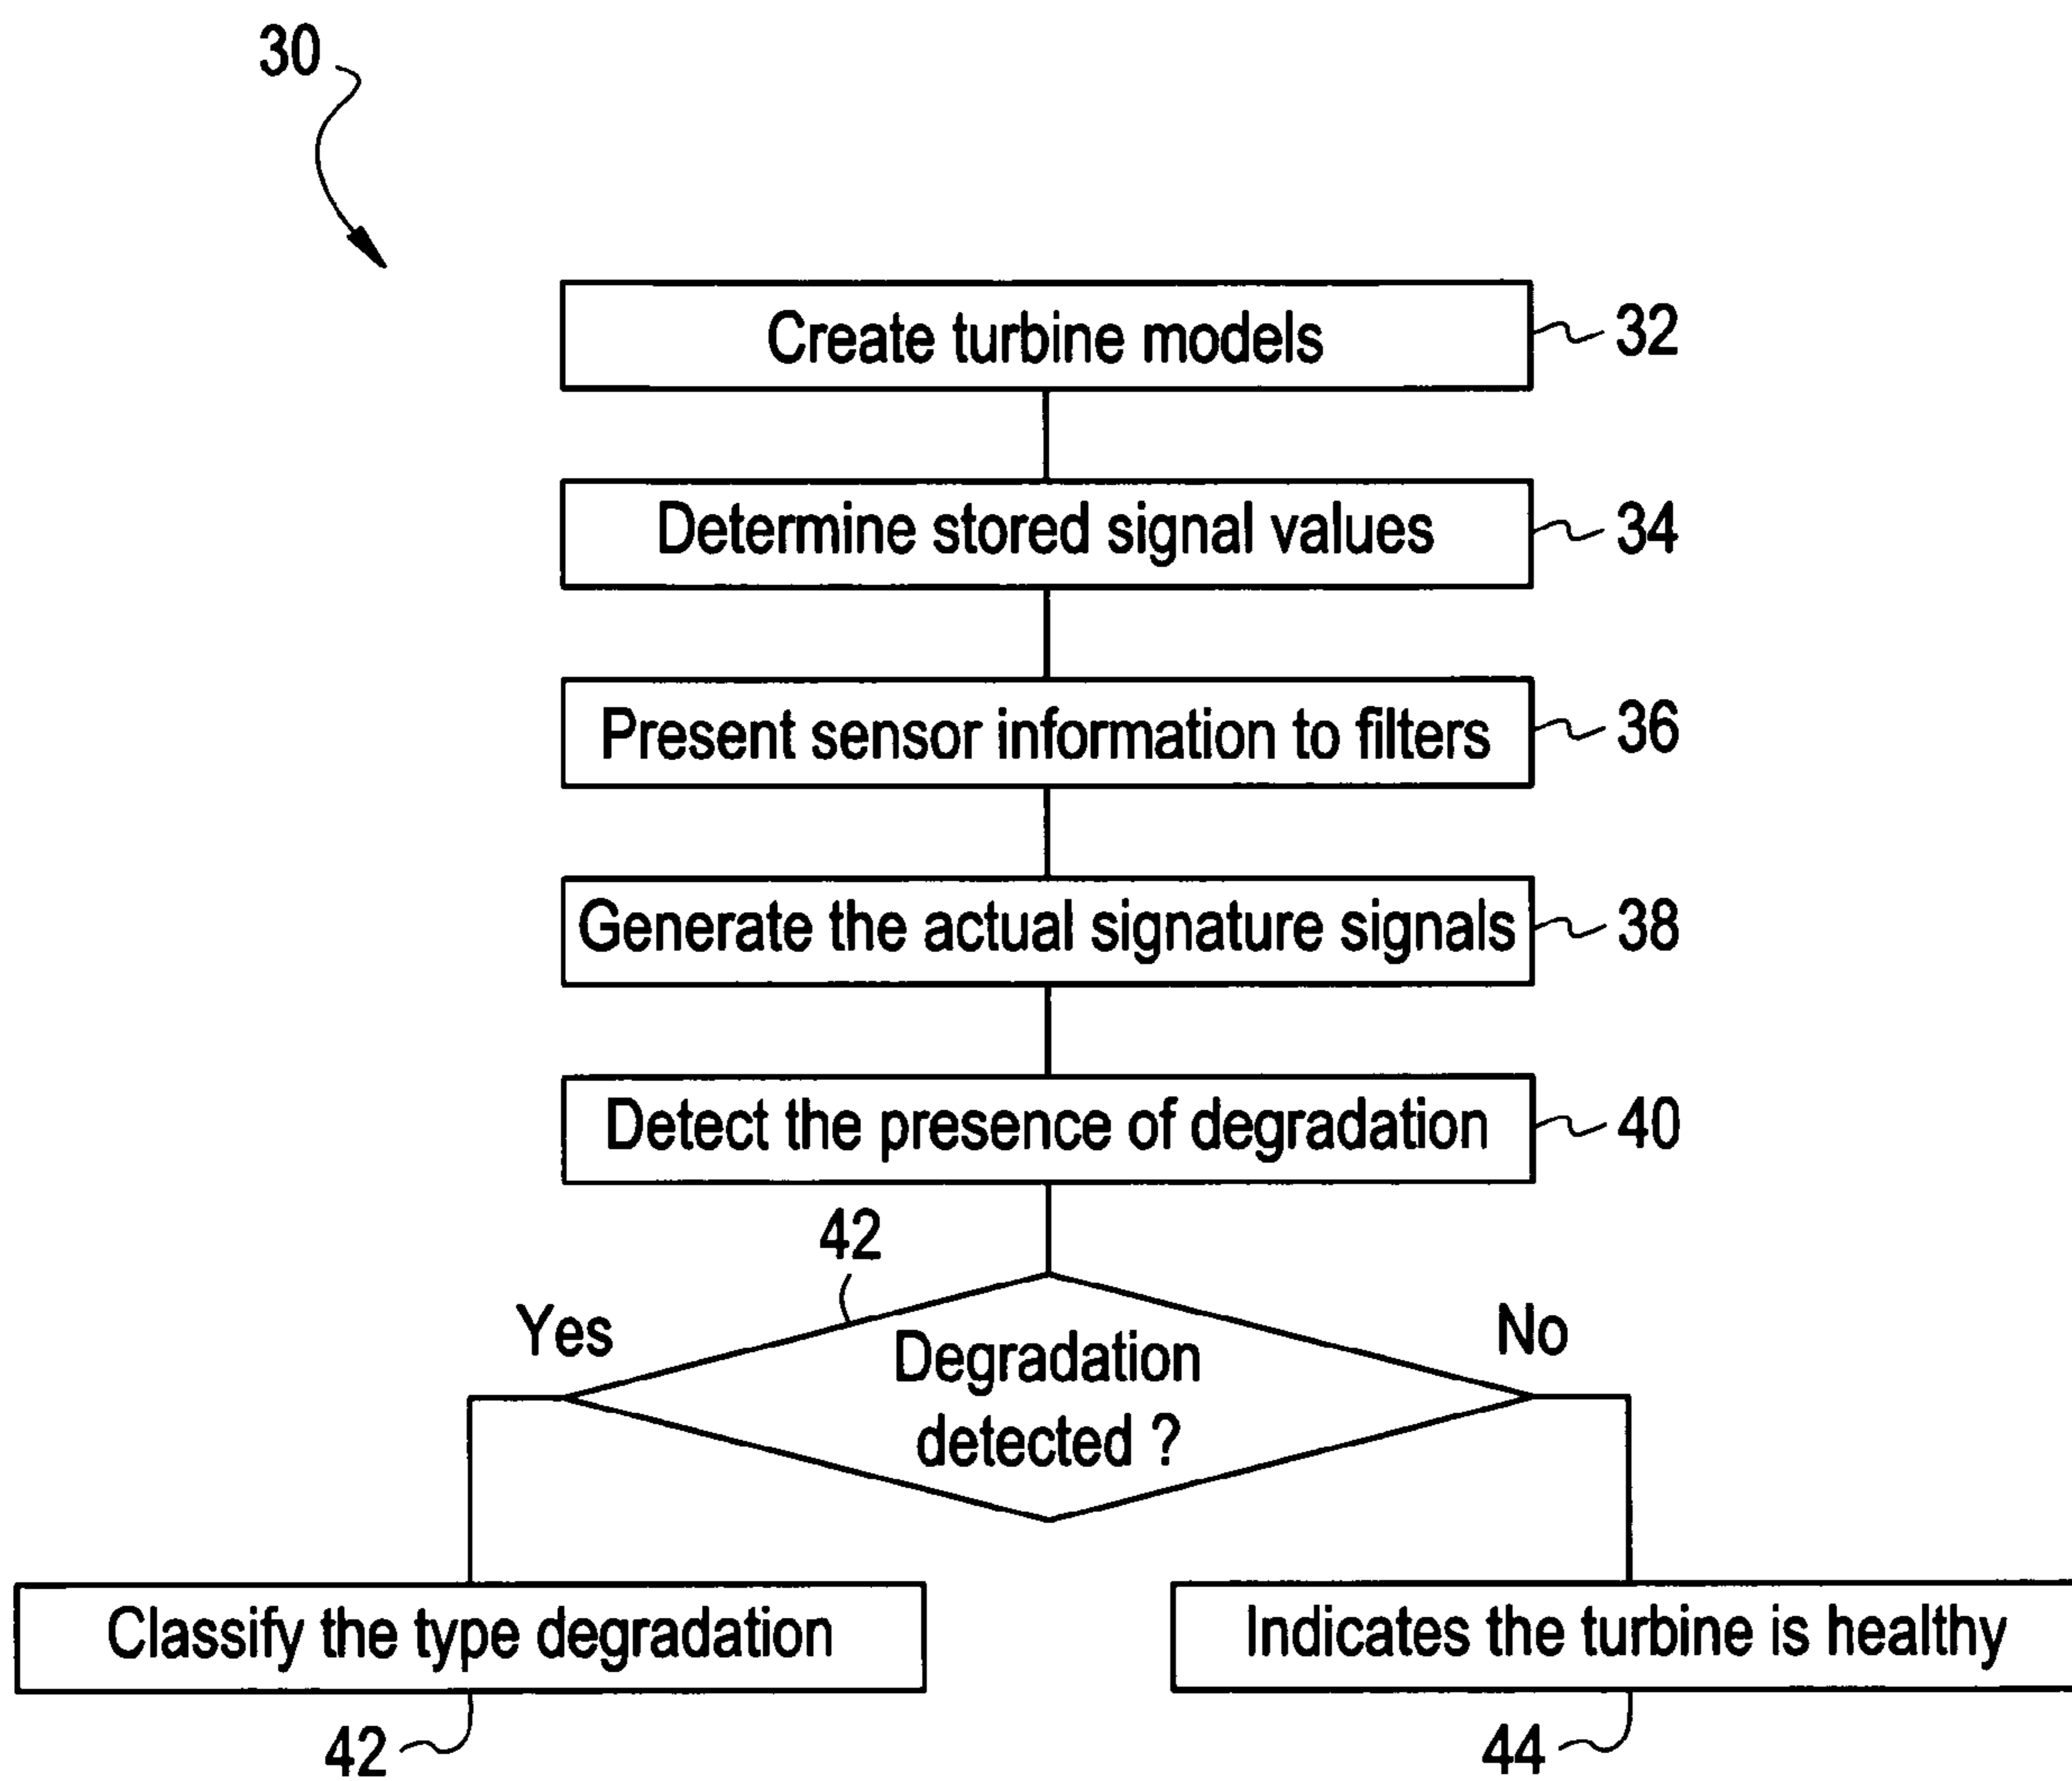 30
Create turbine models
32
Determine stored signal values
34
Present sensor information to filters
36
Generate the actual signature signals
38
Detect the presence of degradation
40
42
Yes
No
Degradation
detected ?
Classify the type degradation
Indicates the turbine is healthy
42
44